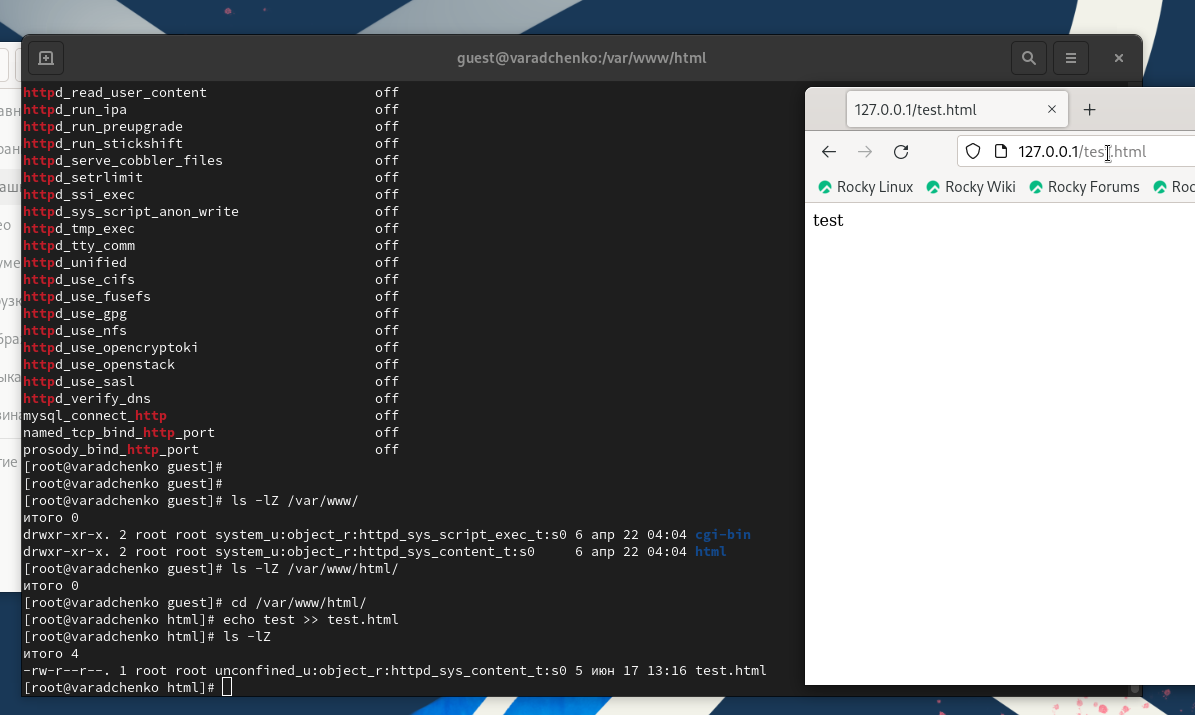 guest@varadchenko:/var/www/html
httpd_read_user_content off
httpd_run_ipa off
httpd_run_preupgrade off
httpd_run_stickshift off
httpd_serve_cobbler_files off
httpd_setrlimit off
httpd_ssi_exec off
httpd_sys_script_anon_write off
httpd_tmp_exec off
httpd_tty_comm off
httpd_unified off
httpd_use_cifs off
httpd_use_fusefs off
httpd_use_gpg off
httpd_use_nfs off
httpd_use_opencryptoki off
httpd_use_openstack off
httpd_use_sasl off
httpd_verify_dns off
mysql_connect_http off
named_tcp_bind_http_port off
prosody_bind_http_port off
[root@varadchenko guest]#
[root@varadchenko guest]#
[root@varadchenko guest]# ls -lZ /var/www/
итого 0
drwxr-xr-x. 2 root root system_u:object_r:httpd_sys_script_exec_t:s0 6 апр 22 04:04 cgi-bin
drwxr-xr-x. 2 root root system_u:object_r:httpd_sys_content_t:s0 6 апр 22 04:04 html
[root@varadchenko guest]# ls -lZ /var/www/html/
итого 0
[root@varadchenko guest]# cd /var/www/html/
[root@varadchenko html]# echo test >> test.html
[root@varadchenko html]# ls -lZ
итого 4
-rw-r--r--. 1 root root unconfined_u:object_r:httpd_sys_content_t:s0 5 июн 17 13:16 test.html
[root@varadchenko html]#
127.0.0.1/test.html
127.0.0.1/test.html
Rocky Linux Rocky Wiki Rocky Forums Roc
test